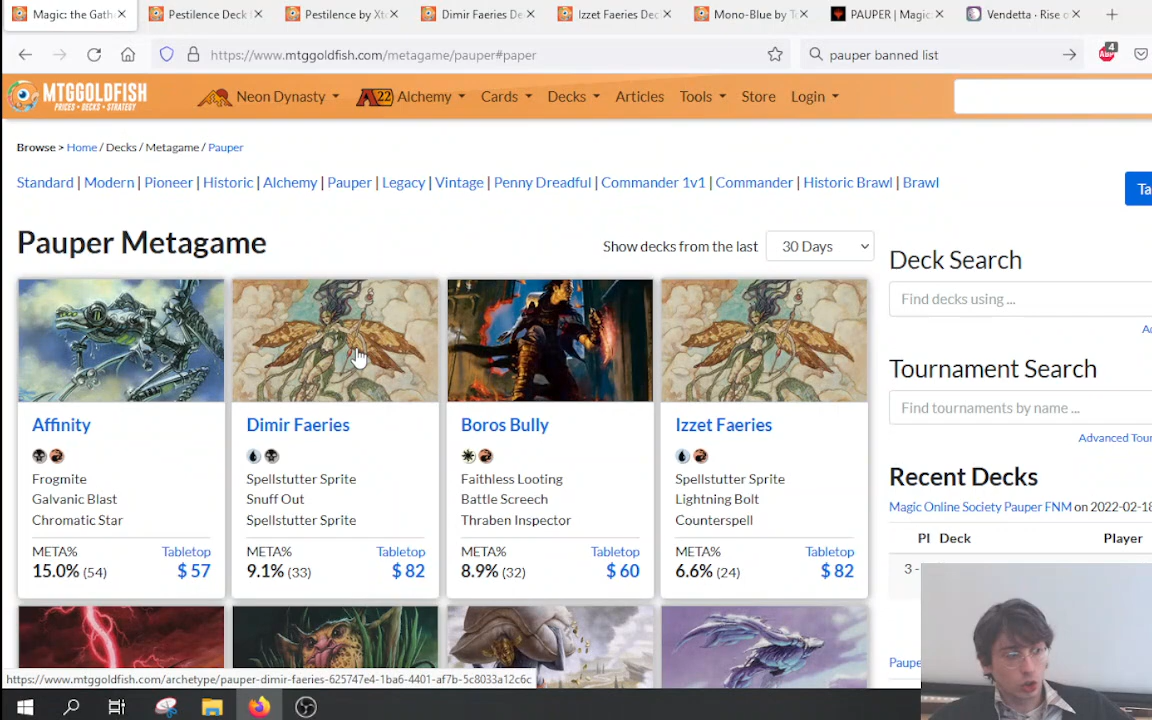 Magic: the Gath
Pestilence Deck
Pestilence by Xt
Dimir Faeries De
Izzet Faeries Dec
Mono-Blue by T
PAUPER | Magic:
Vendetta - Rise o
https://www.mtggoldfish.com/metagame/pauper#paper
pauper banned list
4
MTGGOLDFISH
PRICES • DECKS • STRATEGY
Neon Dynasty
22 Alchemy
Cards
Decks
Articles
Tools
Store
Login
Browse > Home / Decks / Metagame / Pauper
Standard | Modern | Pioneer | Historic | Alchemy | Pauper | Legacy | Vintage | Penny Dreadful | Commander 1v1 | Commander | Historic Brawl | Brawl
Ta
Pauper Metagame
Show decks from the last
30 Days
Affinity
Frogmite
Galvanic Blast
Chromatic Star
META%
Tabletop
15.0% (54)
$ 57
Dimir Faeries
Spellstutter Sprite
Snuff Out
Spellstutter Sprite
META%
Tabletop
9.1% (33)
$ 82
Boros Bully
Faithless Looting
Battle Screech
Thraben Inspector
META%
Tabletop
8.9% (32)
$ 60
Izzet Faeries
Spellstutter Sprite
Lightning Bolt
Counterspell
META%
Tabletop
6.6% (24)
$ 82
Deck Search
Find decks using ...
Tournament Search
Find tournaments by name ...
Advanced Tour
Recent Decks
Magic Online Society Pauper FNM on 2022-02-18
Pl
Deck
Player
3 -
Paupe
https://www.mtggoldfish.com/archetype/pauper-dimir-faeries-625747e4-1ba6-4401-af7b-5c8033a12c6c